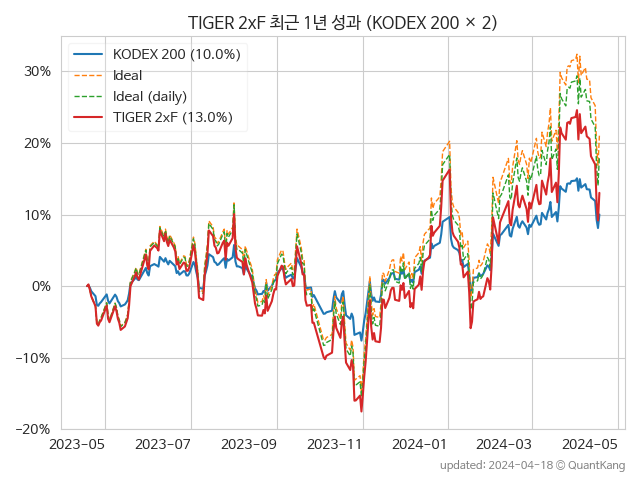 TIGER 2xF 최근 1년 성과 (KODEX 200 × 2)
KODEX 200 (10.0%)
Ideal
Ideal (daily)
TIGER 2xF (13.0%)
30%
20%
10%
0%
−10%
−20%
2023-05 2023-07 2023-09 2023-11 2024-01 2024-03 2024-05
updated: 2024-04-18 © QuantKang